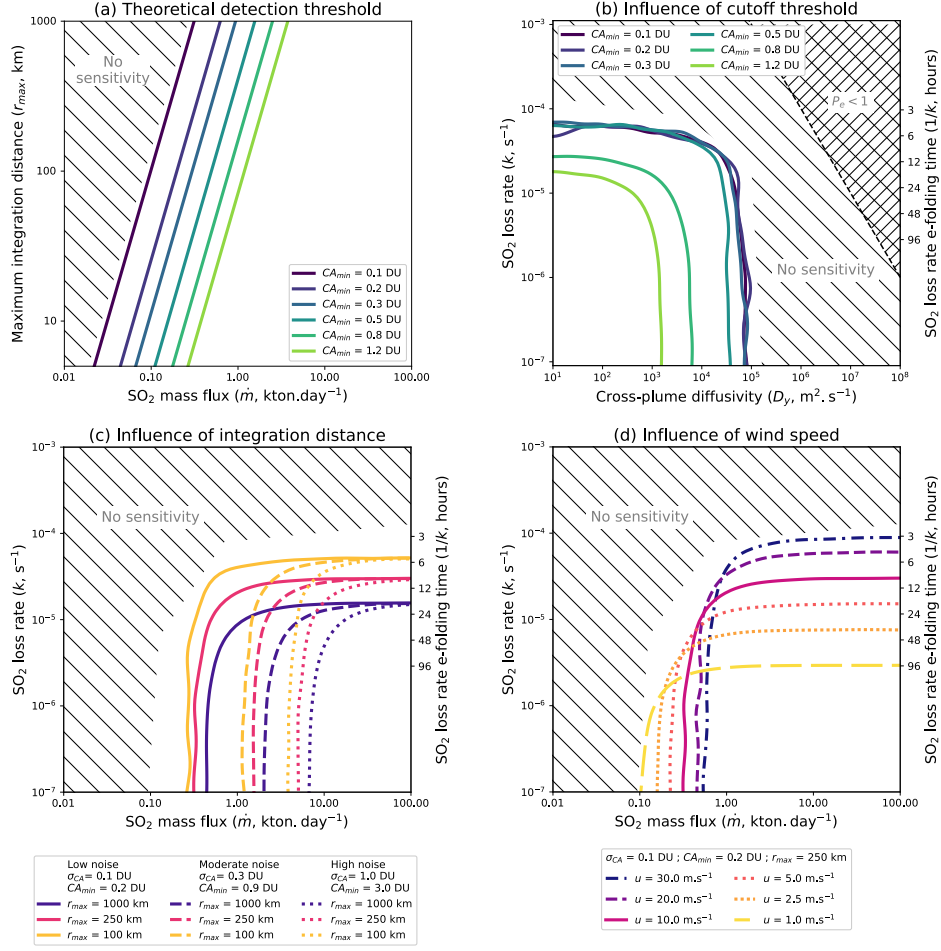 (a) Theoretical detection threshold
Maximum integration distance (r_max, km)
1000
100
10
No
sensitivity
CA_min = 0.1 DU
CA_min = 0.2 DU
CA_min = 0.3 DU
CA_min = 0.5 DU
CA_min = 0.8 DU
CA_min = 1.2 DU
0.01 0.10 1.00 10.00 100.00
SO₂ mass flux (ṁ, kton.day⁻¹)
(b) Influence of cutoff threshold
SO₂ loss rate (k, s⁻¹)
10⁻³
10⁻⁴
10⁻⁵
10⁻⁶
10⁻⁷
CA_min = 0.1 DU CA_min = 0.5 DU
CA_min = 0.2 DU CA_min = 0.8 DU
CA_min = 0.3 DU CA_min = 1.2 DU
P_e < 1
No sensitivity
3
6
12
24
48
96
SO₂ loss rate e-folding time (1/k, hours)
10¹ 10² 10³ 10⁴ 10⁵ 10⁶ 10⁷ 10⁸
Cross-plume diffusivity (D_y, m².s⁻¹)
(c) Influence of integration distance
SO₂ loss rate (k, s⁻¹)
10⁻³
10⁻⁴
10⁻⁵
10⁻⁶
10⁻⁷
No sensitivity
3
6
12
24
48
96
SO₂ loss rate e-folding time (1/k, hours)
0.01 0.10 1.00 10.00 100.00
SO₂ mass flux (ṁ, kton.day⁻¹)
Low noise Moderate noise High noise
σ_CA = 0.1 DU σ_CA = 0.3 DU σ_CA = 1.0 DU
CA_min = 0.2 DU CA_min = 0.9 DU CA_min = 3.0 DU
r_max = 1000 km r_max = 1000 km r_max = 1000 km
r_max = 250 km r_max = 250 km r_max = 250 km
r_max = 100 km r_max = 100 km r_max = 100 km
(d) Influence of wind speed
SO₂ loss rate (k, s⁻¹)
10⁻³
10⁻⁴
10⁻⁵
10⁻⁶
10⁻⁷
No sensitivity
3
6
12
24
48
96
SO₂ loss rate e-folding time (1/k, hours)
0.01 0.10 1.00 10.00 100.00
SO₂ mass flux (ṁ, kton.day⁻¹)
σ_CA = 0.1 DU ; CA_min = 0.2 DU ; r_max = 250 km
u = 30.0 m.s⁻¹ u = 5.0 m.s⁻¹
u = 20.0 m.s⁻¹ u = 2.5 m.s⁻¹
u = 10.0 m.s⁻¹ u = 1.0 m.s⁻¹